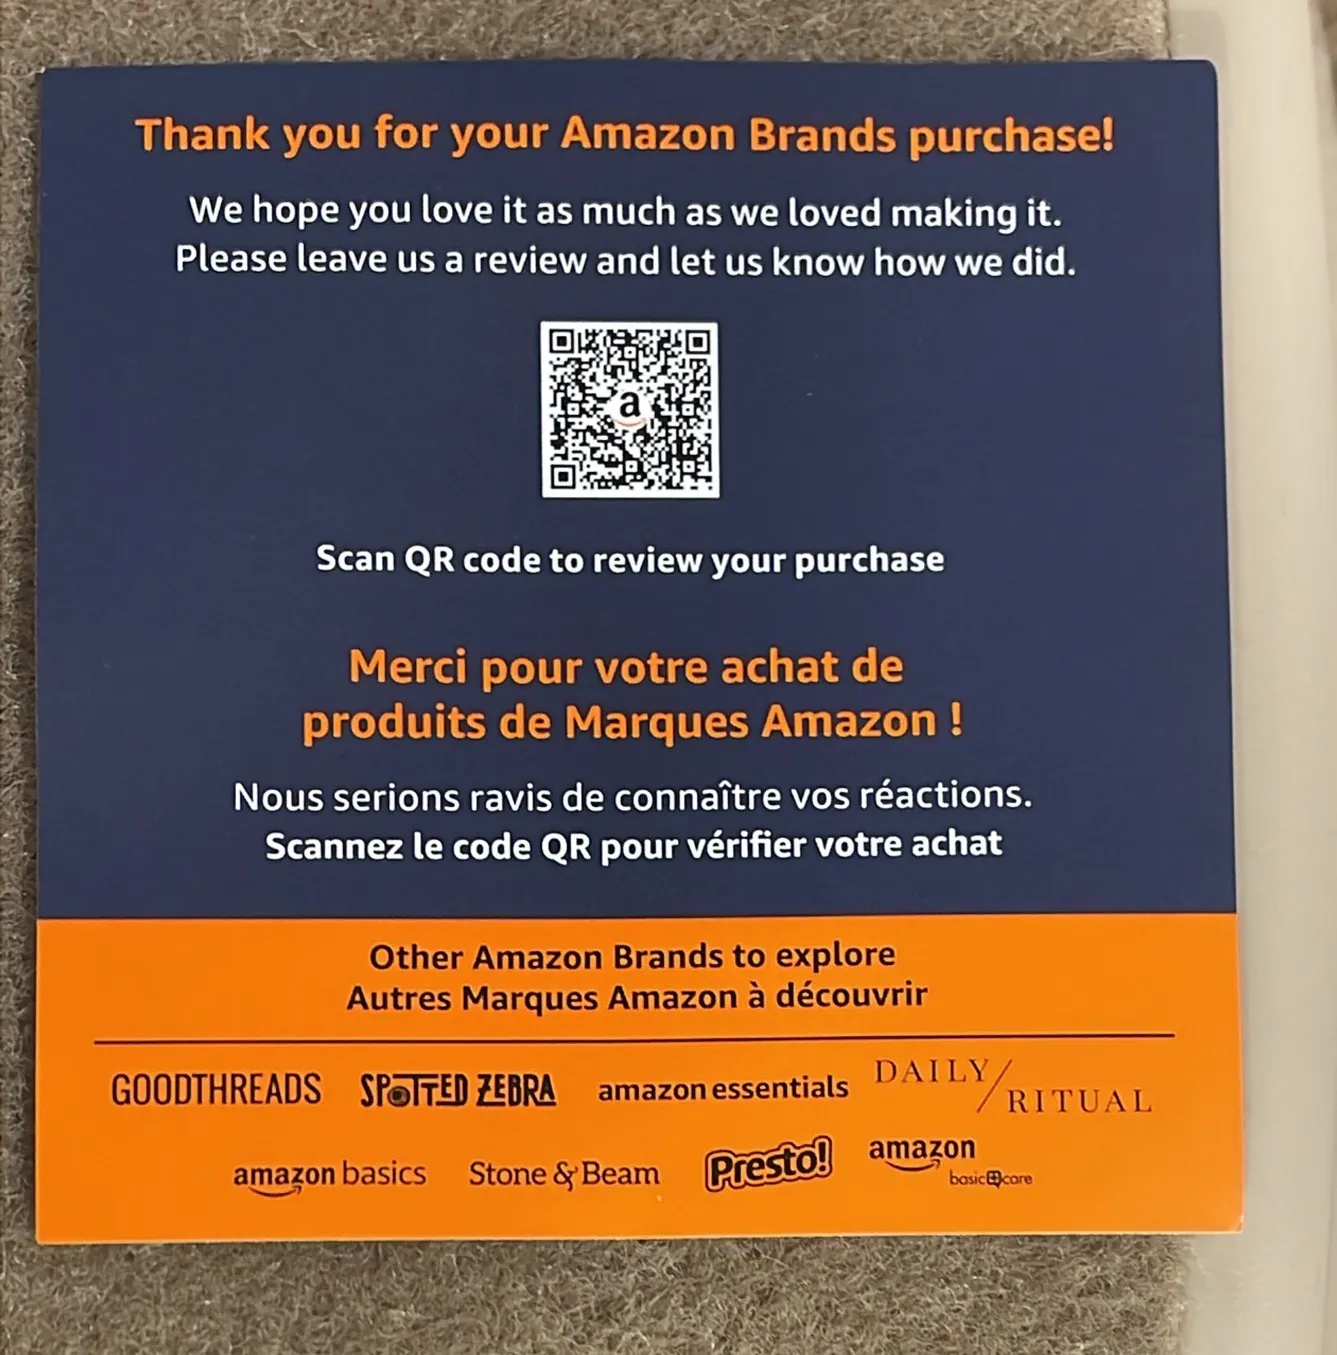 Thank you for your Amazon Brands purchase!
We hope you love it as much as we loved making it.
Please leave us a review and let us know how we did.
a
Scan QR code to review your purchase
Merci pour votre achat de
produits de Marques Amazon !
Nous serions ravis de connaître vos réactions.
Scannez le code QR pour vérifier votre achat
Other Amazon Brands to explore
Autres Marques Amazon à découvrir
GOODTHREADS SPOTTED ZEBRA amazon essentials DAILY/RITUAL
amazon basics Stone & Beam Presto! amazon basic care